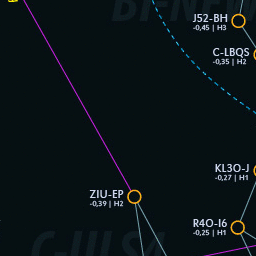 J52-BH
-0,45 | H3
C-LBQS
-0,35 | H2
KL3O-J
-0,27 | H1
ZIU-EP
-0,39 | H2
R4O-I6
-0,25 | H1